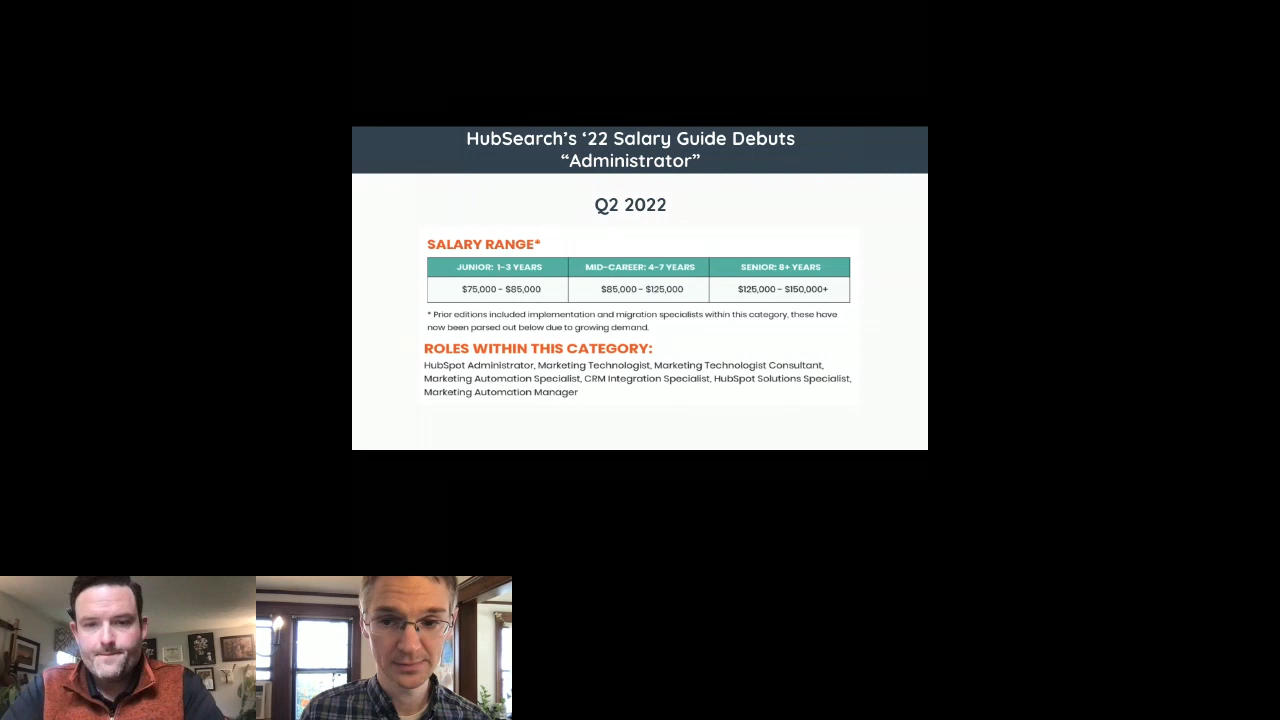 HubSearch’s ‘22 Salary Guide Debuts
“Administrator”
Q2 2022
SALARY RANGE*
JUNIOR: 1-3 YEARS MID-CAREER: 4-7 YEARS SENIOR: 8+ YEARS
$75,000 - $85,000 $85,000 - $125,000 $125,000 - $150,000+
* Prior editions included implementation and migration specialists within this category, these have
now been parsed out below due to growing demand.
ROLES WITHIN THIS CATEGORY:
HubSpot Administrator, Marketing Technologist, Marketing Technologist Consultant,
Marketing Automation Specialist, CRM Integration Specialist, HubSpot Solutions Specialist,
Marketing Automation Manager